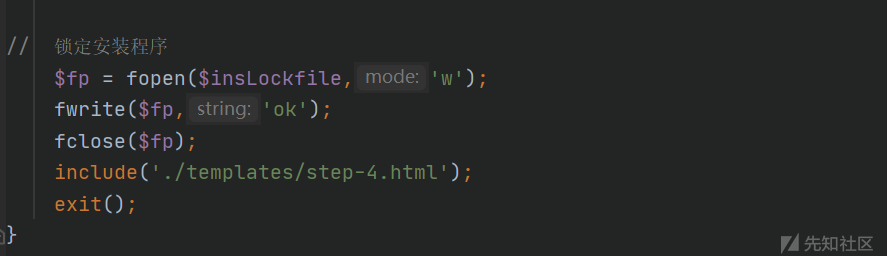 // 锁定安装程序
$fp = fopen($insLockfile, mode: 'w');
fwrite($fp, string: 'ok');
fclose($fp);
include('./templates/step-4.html');
exit();
}
先知社区